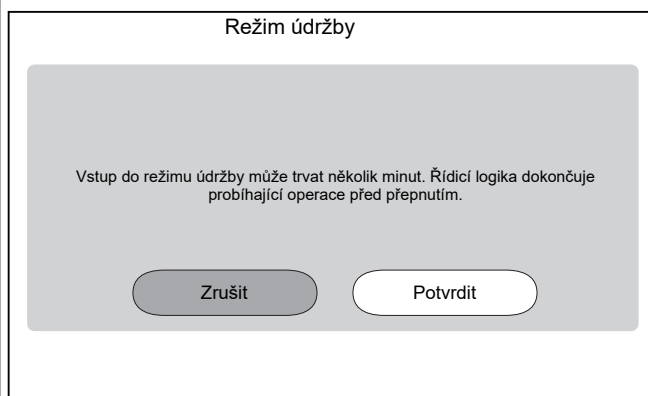 Režim údržby
Vstup do režimu údržby může trvat několik minut. Řídicí logika dokončuje
probíhající operace před přepnutím.
Zrušit
Potvrdit